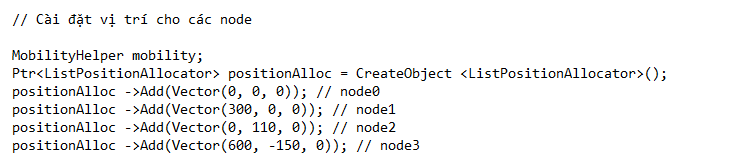 // Cài đặt vị trí cho các node
MobilityHelper mobility;
Ptr<ListPositionAllocator> positionAlloc = CreateObject <ListPositionAllocator>();
positionAlloc ->Add(Vector(0, 0, 0)); // node0
positionAlloc ->Add(Vector(300, 0, 0)); // node1
positionAlloc ->Add(Vector(0, 110, 0)); // node2
positionAlloc ->Add(Vector(600, -150, 0)); // node3